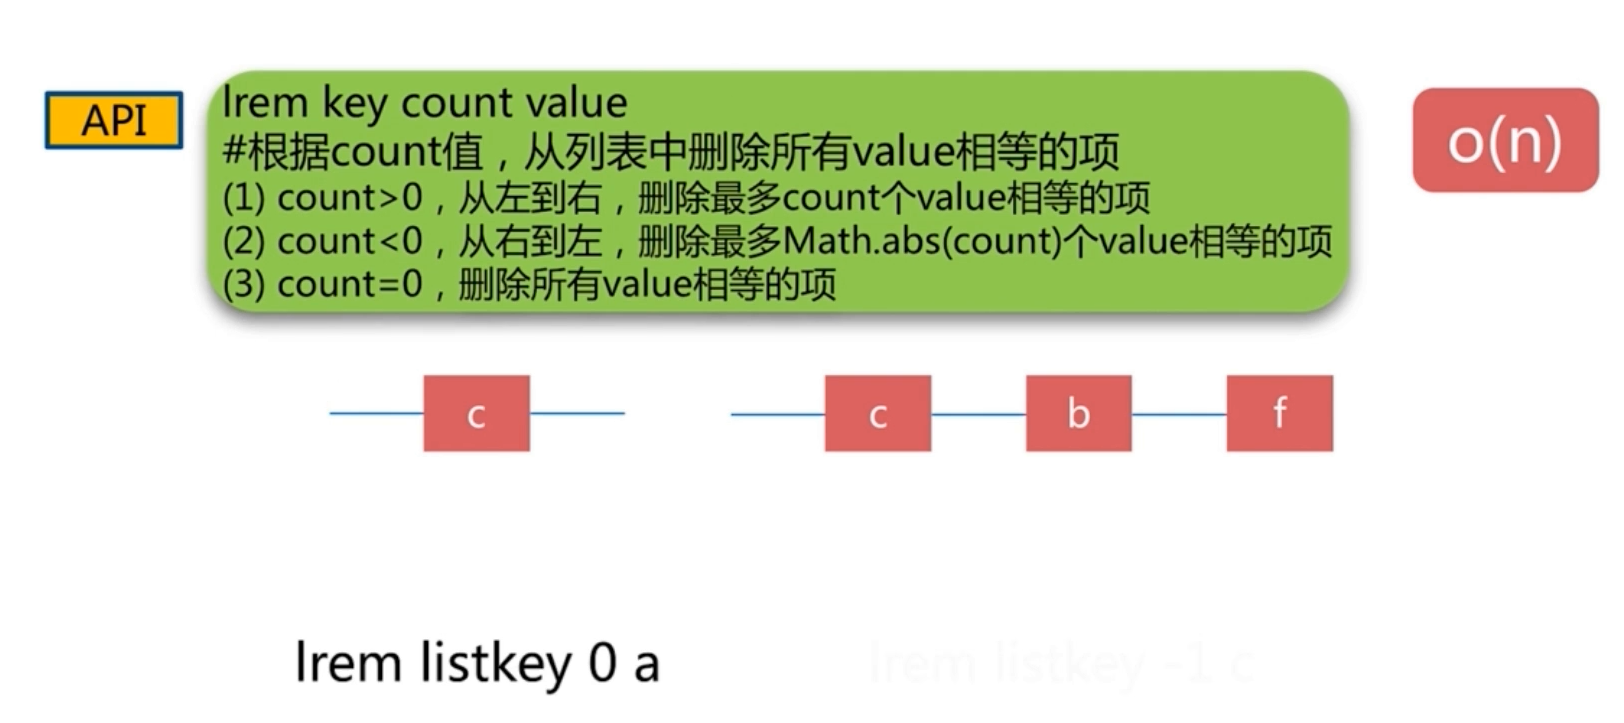 API
lrem key count value
#根据count值，从列表中删除所有value相等的项
(1) count>0，从左到右，删除最多count个value相等的项
(2) count<0，从右到左，删除最多Math.abs(count)个value相等的项
(3) count=0，删除所有value相等的项
o(n)
c c b f
lrem listkey 0 a
lrem listkey -1 c